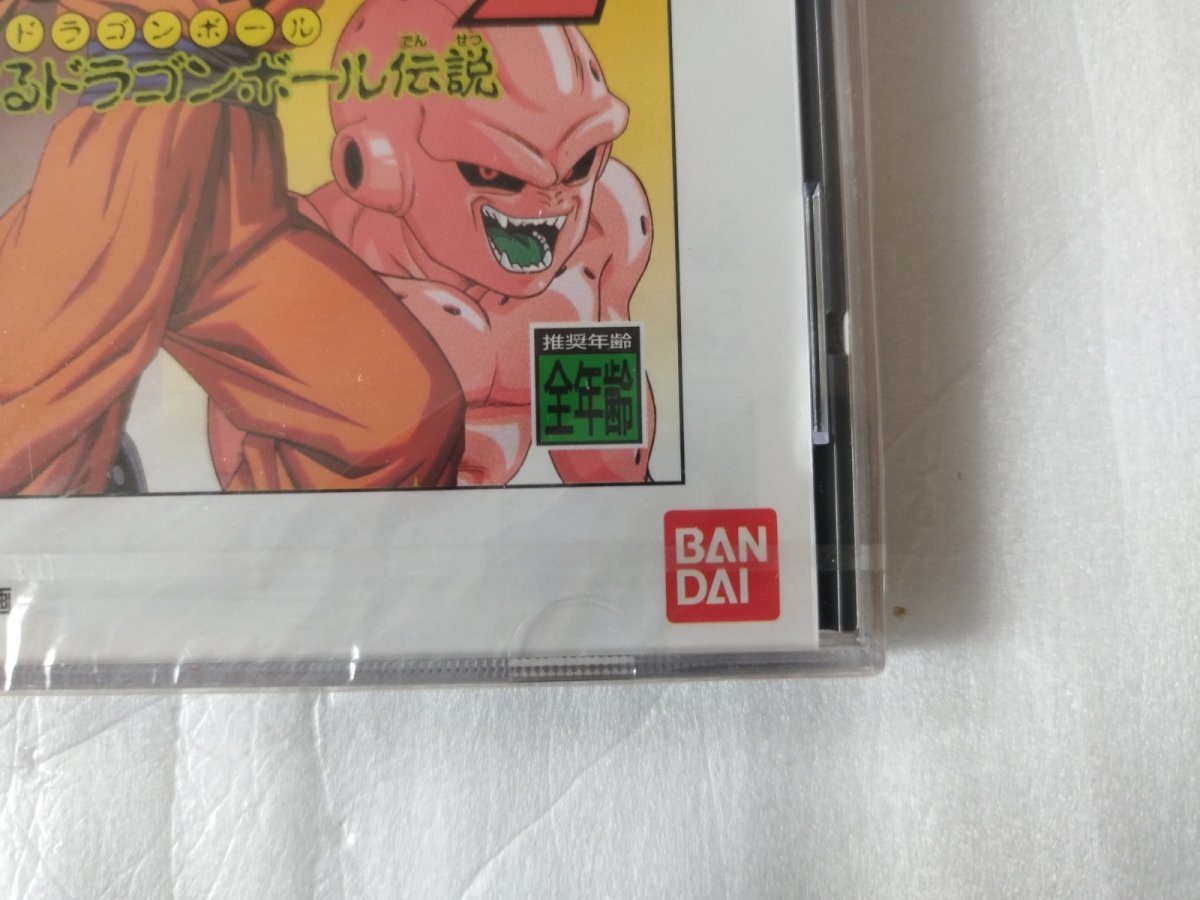 ドラゴンボール
でんせつ
るドラゴンボール伝説
推奨年齢
全年齢
BAN
DAI
画